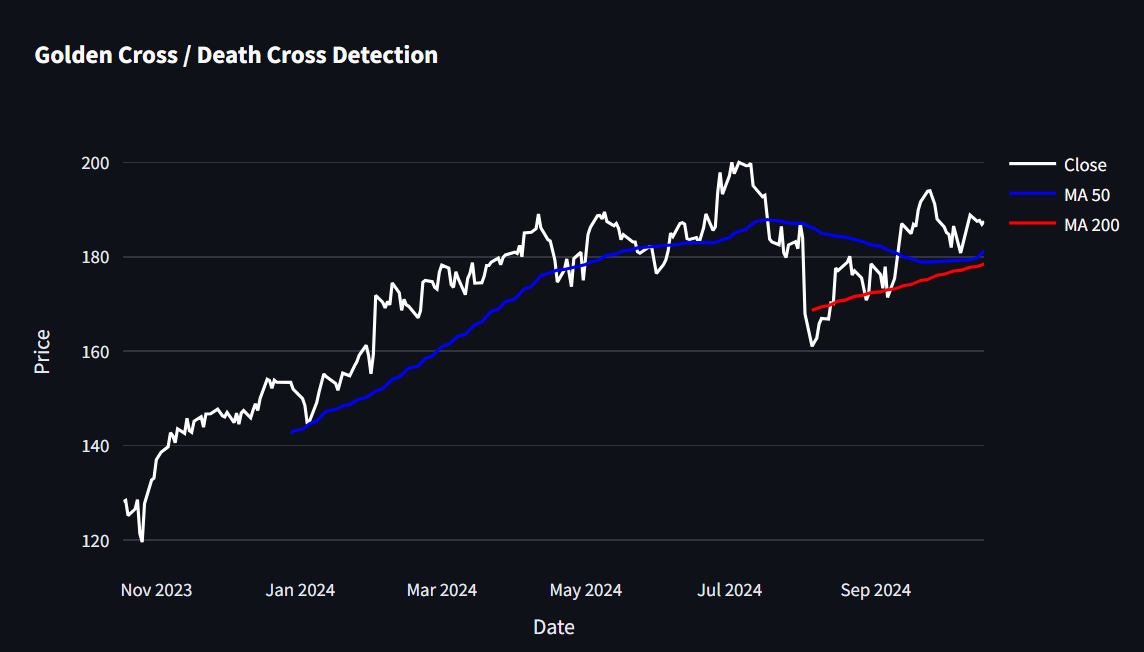 Golden Cross / Death Cross Detection
200
180
160
140
120
Price
Nov 2023
Jan 2024
Mar 2024
May 2024
Jul 2024
Sep 2024
Date
Close
MA 50
MA 200